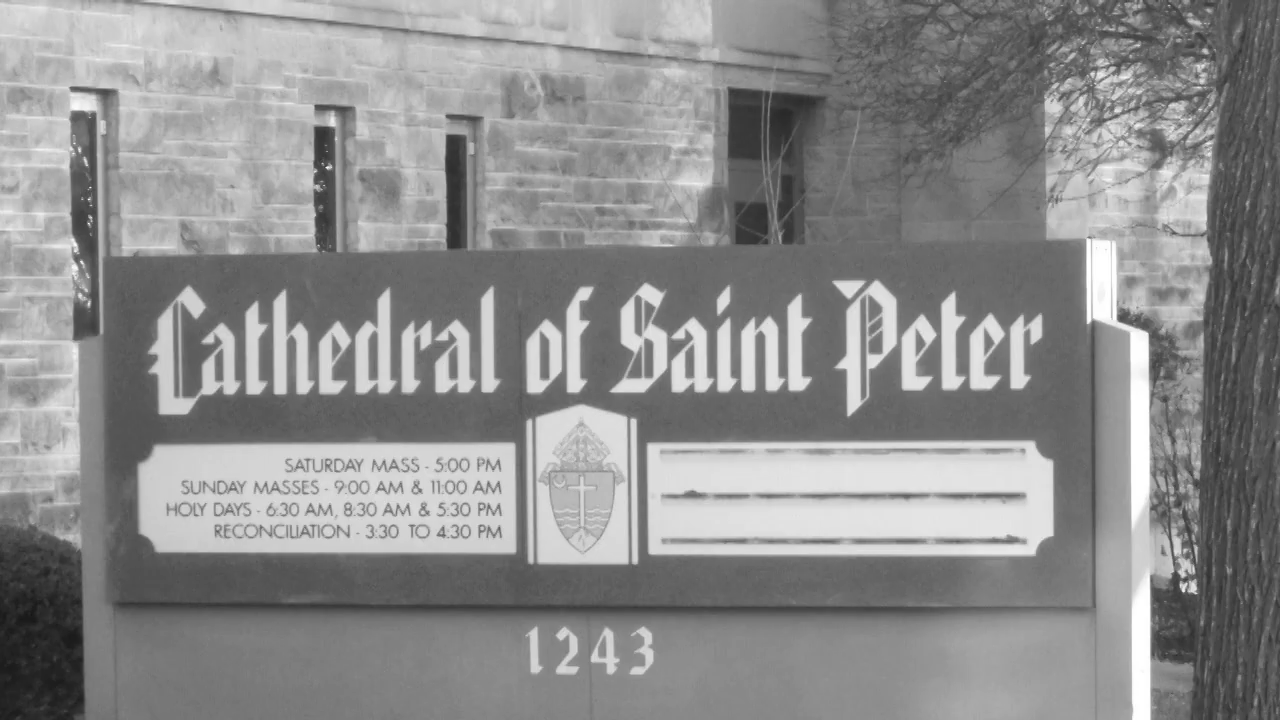 Cathedral of Saint Peter
SATURDAY MASS - 5:00 PM
SUNDAY MASSES - 9:00 AM & 11:00 AM
HOLY DAYS - 6:30 AM, 8:30 AM & 5:30 PM
RECONCILIATION - 3:30 TO 4:30 PM
1243